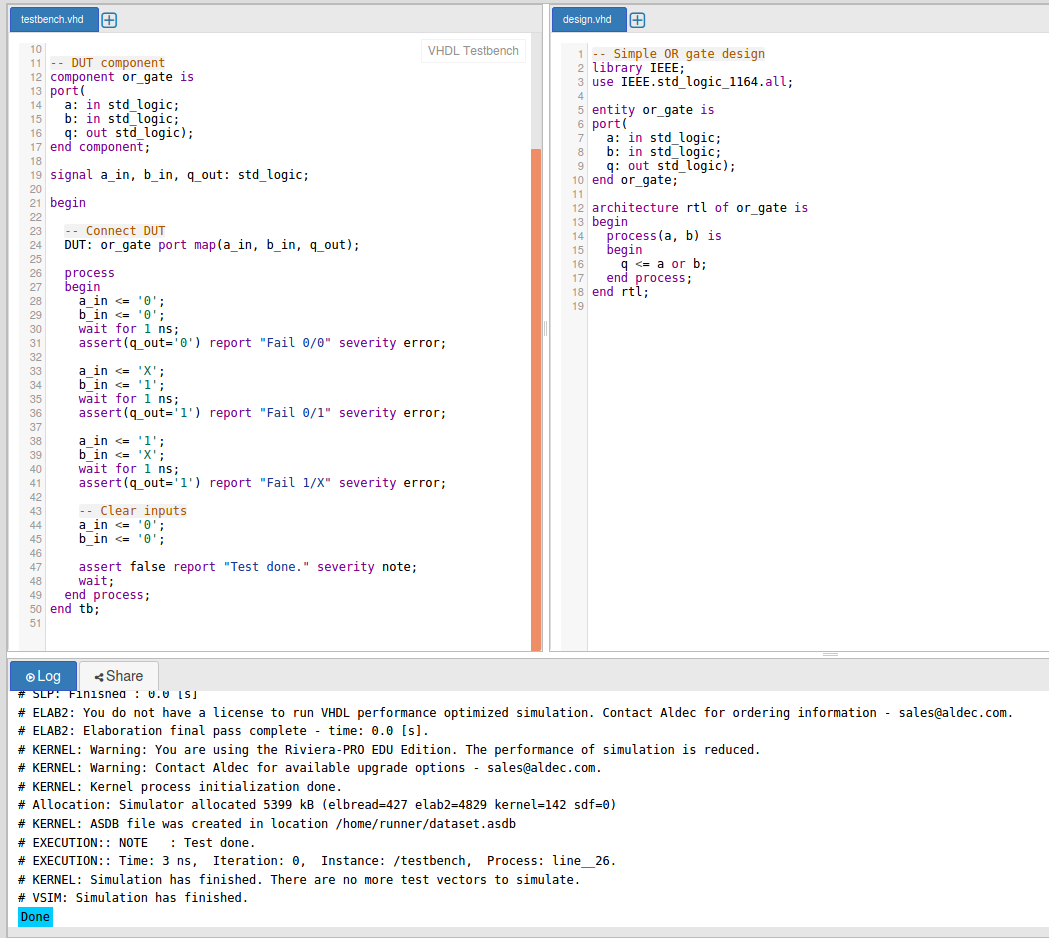 testbench.vhd
VHDL Testbench
10
11 -- DUT component
12 component or_gate is
13 port(
14   a: in std_logic;
15   b: in std_logic;
16   q: out std_logic);
17 end component;
18
19 signal a_in, b_in, q_out: std_logic;
20
21 begin
22
23   -- Connect DUT
24   DUT: or_gate port map(a_in, b_in, q_out);
25
26   process
27   begin
28     a_in <= '0';
29     b_in <= '0';
30     wait for 1 ns;
31     assert(q_out='0') report "Fail 0/0" severity error;
32
33     a_in <= 'X';
34     b_in <= '1';
35     wait for 1 ns;
36     assert(q_out='1') report "Fail 0/1" severity error;
37
38     a_in <= '1';
39     b_in <= 'X';
40     wait for 1 ns;
41     assert(q_out='1') report "Fail 1/X" severity error;
42
43     -- Clear inputs
44     a_in <= '0';
45     b_in <= '0';
46
47     assert false report "Test done." severity note;
48     wait;
49   end process;
50 end tb;
51
design.vhd
1 -- Simple OR gate design
2 library IEEE;
3 use IEEE.std_logic_1164.all;
4
5 entity or_gate is
6 port(
7   a: in std_logic;
8   b: in std_logic;
9   q: out std_logic);
10 end or_gate;
11
12 architecture rtl of or_gate is
13 begin
14   process(a, b) is
15   begin
16     q <= a or b;
17   end process;
18 end rtl;
19
Log
Share
# SLP: Finished : 0.0 [s]
# ELAB2: You do not have a license to run VHDL performance optimized simulation. Contact Aldec for ordering information - sales@aldec.com.
# ELAB2: Elaboration final pass complete - time: 0.0 [s].
# KERNEL: Warning: You are using the Riviera-PRO EDU Edition. The performance of simulation is reduced.
# KERNEL: Warning: Contact Aldec for available upgrade options - sales@aldec.com.
# KERNEL: Kernel process initialization done.
# Allocation: Simulator allocated 5399 kB (elbread=427 elab2=4829 kernel=142 sdf=0)
# KERNEL: ASDB file was created in location /home/runner/dataset.asdb
# EXECUTION:: NOTE   : Test done.
# EXECUTION:: Time: 3 ns,  Iteration: 0,  Instance: /testbench,  Process: line__26.
# KERNEL: Simulation has finished. There are no more test vectors to simulate.
# VSIM: Simulation has finished.
Done